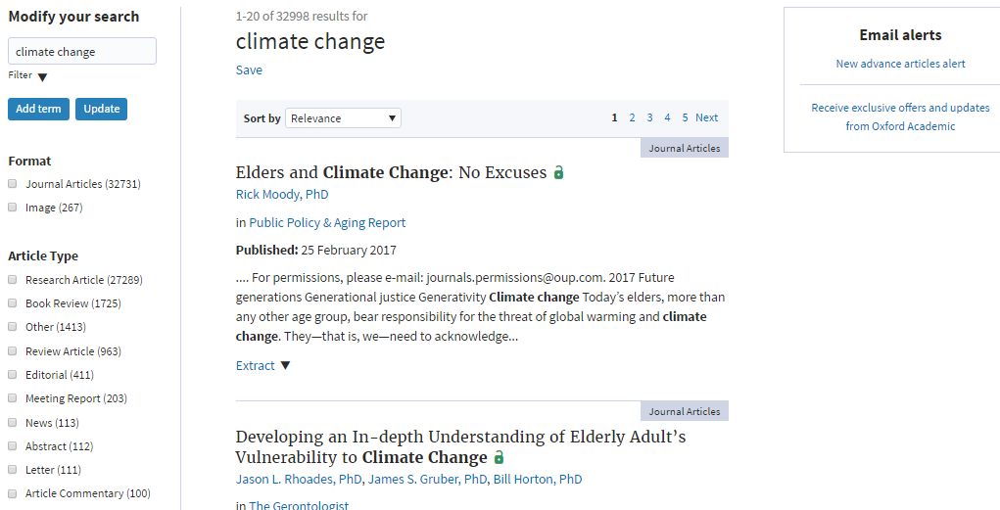 Modify your search
climate change
Filter ▼
Add term Update
Format
Journal Articles (32731)
Image (267)
Article Type
Research Article (27289)
Book Review (1725)
Other (1413)
Review Article (963)
Editorial (411)
Meeting Report (203)
News (113)
Abstract (112)
Letter (111)
Article Commentary (100)
1-20 of 32998 results for
climate change
Save
Sort by Relevance ▼ 1 2 3 4 5 Next
Journal Articles
Elders and Climate Change: No Excuses
Rick Moody, PhD
in Public Policy & Aging Report
Published: 25 February 2017
.... For permissions, please e-mail: journals.permissions@oup.com. 2017 Future
generations Generational justice Generativity Climate change Today's elders, more than
any other age group, bear responsibility for the threat of global warming and climate
change. They—that is, we—need to acknowledge...
Extract ▼
Journal Articles
Developing an In-depth Understanding of Elderly Adult's
Vulnerability to Climate Change
Jason L. Rhoades, PhD, James S. Gruber, PhD, Bill Horton, PhD
in The Gerontologist
Email alerts
New advance articles alert
Receive exclusive offers and updates
from Oxford Academic